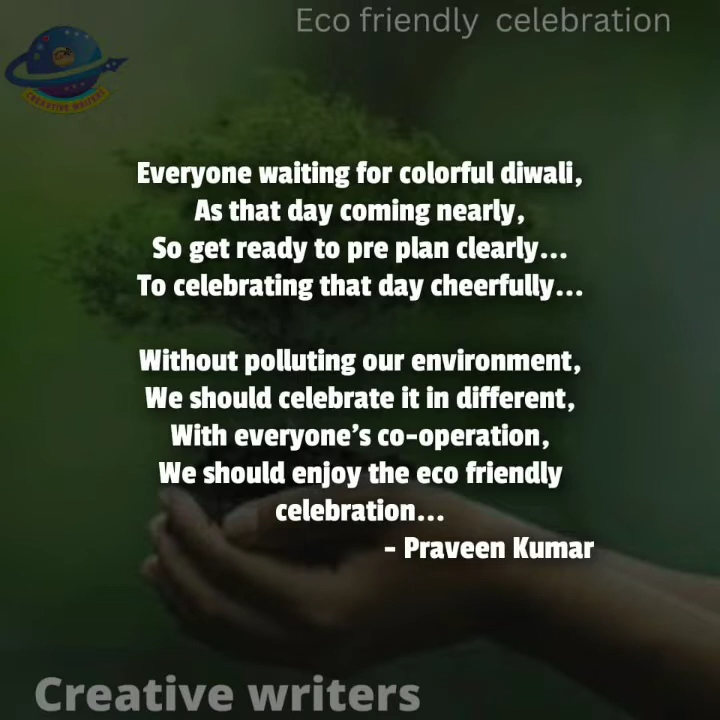 Eco friendly celebration
CREATIVE WRITERS
Everyone waiting for colorful diwali,
As that day coming nearly,
So get ready to pre plan clearly...
To celebrating that day cheerfully...
Without polluting our environment,
We should celebrate it in different,
With everyone's co-operation,
We should enjoy the eco friendly
celebration...
- Praveen Kumar
Creative writers